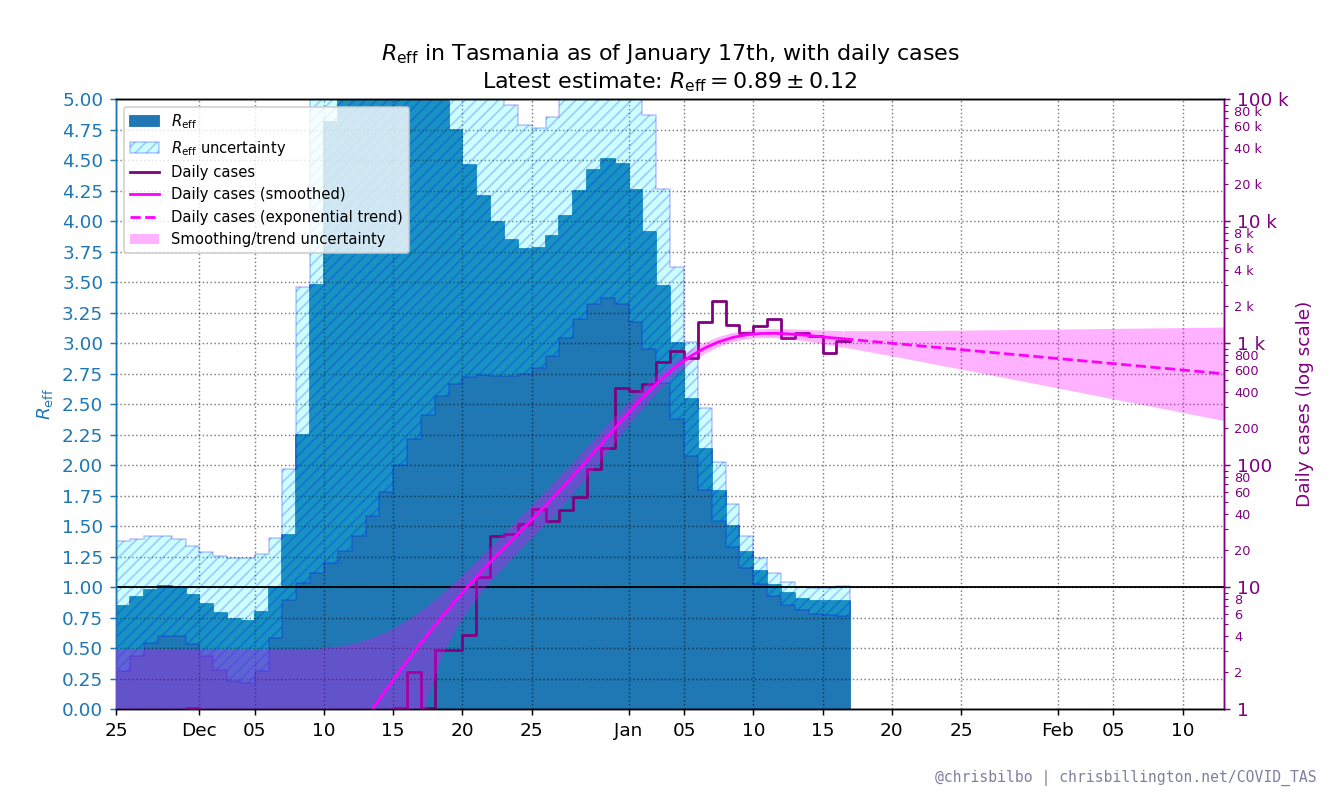 Reff in Tasmania as of January 17th, with daily cases
Latest estimate: Reff = 0.89 ± 0.12
Reff
Reff uncertainty
Daily cases
Daily cases (smoothed)
Daily cases (exponential trend)
Smoothing/trend uncertainty
5.00
4.75
4.50
4.25
4.00
3.75
3.50
3.25
3.00
2.75
2.50
2.25
2.00
1.75
1.50
1.25
1.00
0.75
0.50
0.25
0.00
Reff
100 k
80 k
60 k
40 k
20 k
10 k
8 k
6 k
4 k
2 k
1 k
800
600
400
200
100
80
60
40
20
10
8
6
4
2
1
Daily cases (log scale)
25 Dec 05 10 15 20 25 Jan 05 10 15 20 25 Feb 05 10
@chrisbilbo | chrisbillington.net/COVID_TAS